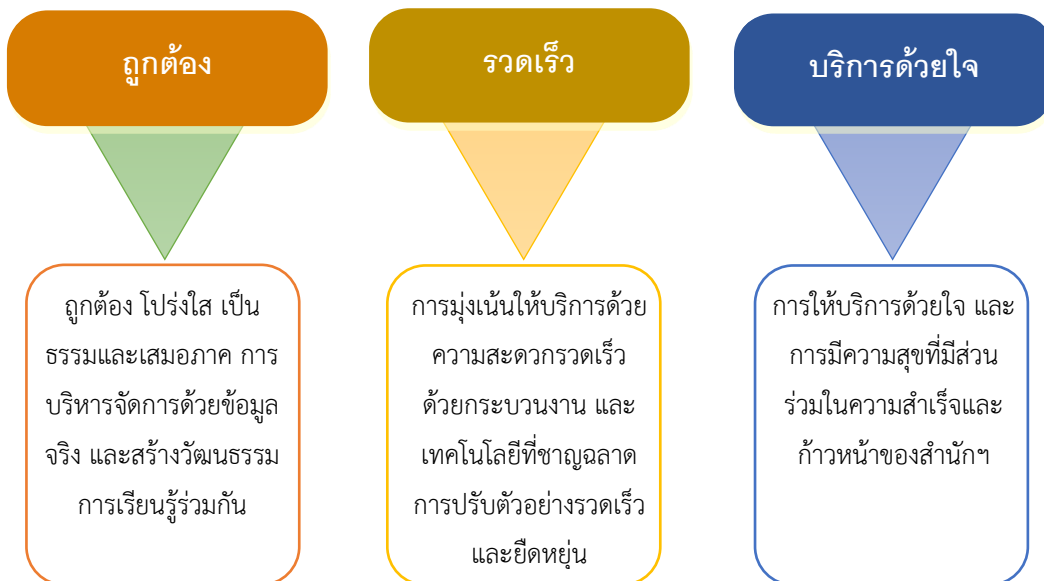 ถูกต้อง
รวดเร็ว
บริการด้วยใจ
ถูกต้อง โปร่งใส เป็น
ธรรมและเสมอภาค การ
บริหารจัดการด้วยข้อมูล
จริง และสร้างวัฒนธรรม
การเรียนรู้ร่วมกัน
การมุ่งเน้นให้บริการด้วย
ความสะดวกรวดเร็ว
ด้วยกระบวนงาน และ
เทคโนโลยีที่ชาญฉลาด
การปรับตัวอย่างรวดเร็ว
และยืดหยุ่น
การให้บริการด้วยใจ และ
การมีความสุขที่มีส่วน
ร่วมในความสำเร็จและ
ก้าวหน้าของสำนักฯ